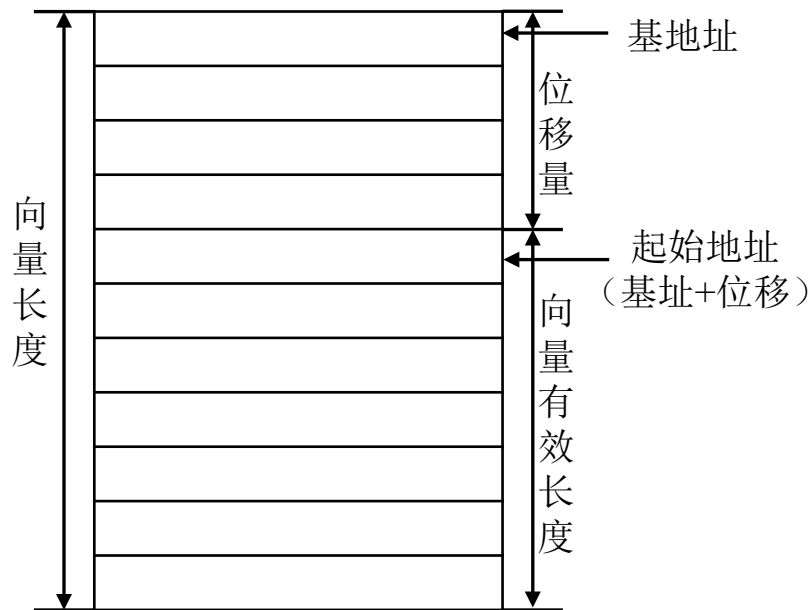 基地址
位移量
向量长度
起始地址
（基址+位移）
向量有效长度